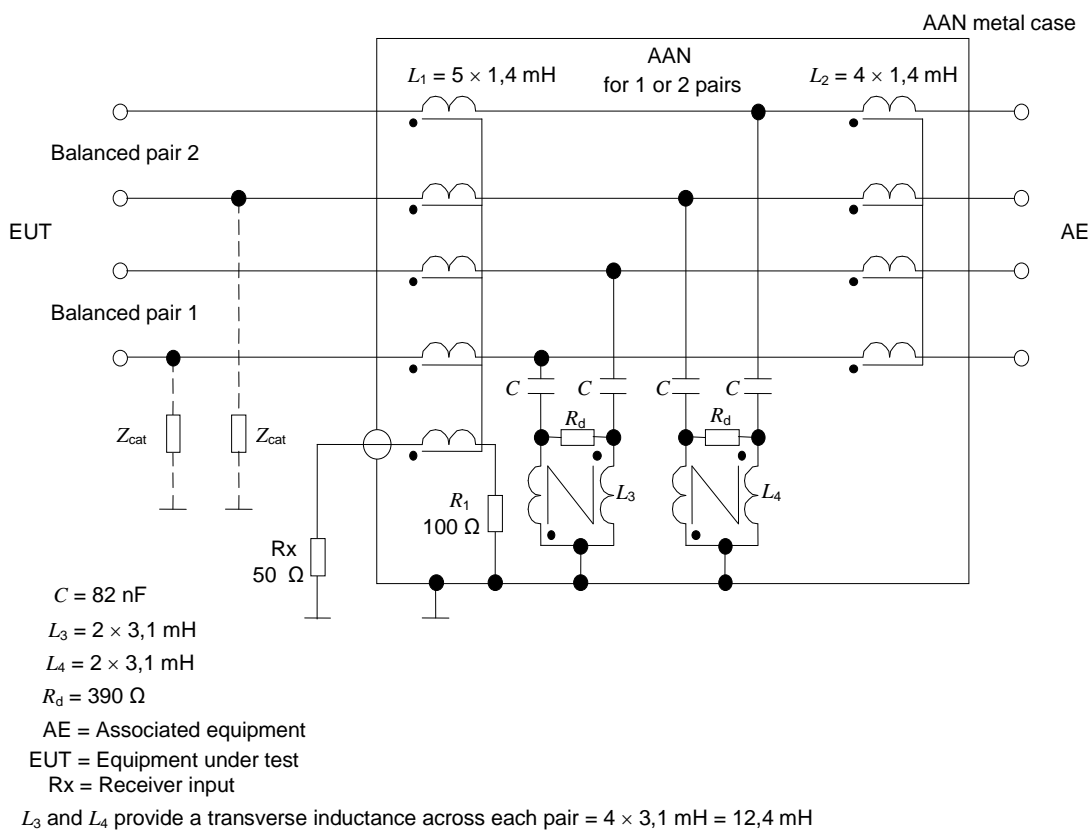 AAN metal case
AAN
for 1 or 2 pairs
L₁ = 5 × 1,4 mH
L₂ = 4 × 1,4 mH
Balanced pair 2
EUT
AE
Balanced pair 1
Zcat
Zcat
C
C
C
C
Rd
Rd
L₃
L₄
R₁
100 Ω
Rx
50 Ω
C = 82 nF
L₃ = 2 × 3,1 mH
L₄ = 2 × 3,1 mH
Rd = 390 Ω
AE = Associated equipment
EUT = Equipment under test
Rx = Receiver input
L₃ and L₄ provide a transverse inductance across each pair = 4 × 3,1 mH = 12,4 mH